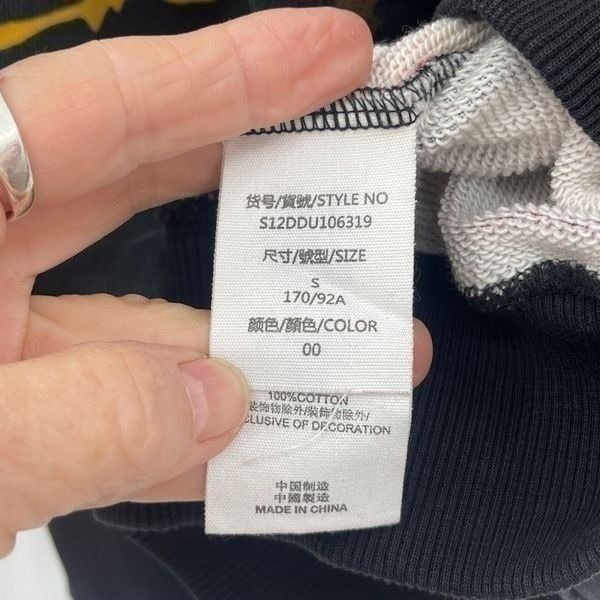 货号/貨號/STYLE NO
S12DDU106319
尺寸/號型/SIZE
S
170/92A
颜色/顔色/COLOR
00
100%COTTON
装饰物除外/裝飾物除外/
CLUSIVE OF DECORATION
中国制造
中國製造
MADE IN CHINA